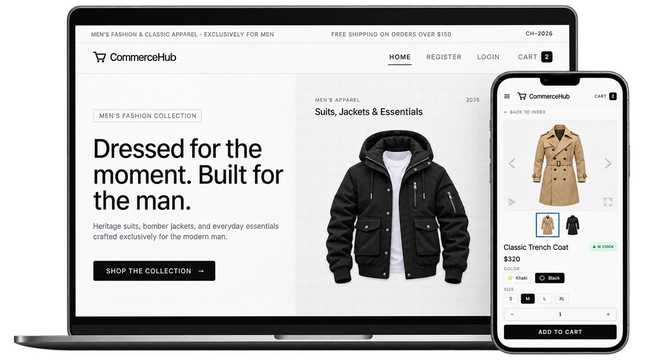 MEN'S FASHION & CLASSIC APPAREL - EXCLUSIVELY FOR MEN
FREE SHIPPING ON ORDERS OVER $150
CH-2026
CommerceHub
HOME
REGISTER
LOGIN
CART 2
MEN'S FASHION COLLECTION
Dressed for the
moment. Built for
the man.
Heritage suits, bomber jackets, and everyday essentials
crafted exclusively for the modern man.
SHOP THE COLLECTION →
MEN'S APPAREL
2026
Suits, Jackets & Essentials
CommerceHub
CART 2
← BACK TO INDEX
Classic Trench Coat
IN STOCK
$320
COLOR
Khaki
Black
SIZE
S
M
L
XL
− 1 +
ADD TO CART